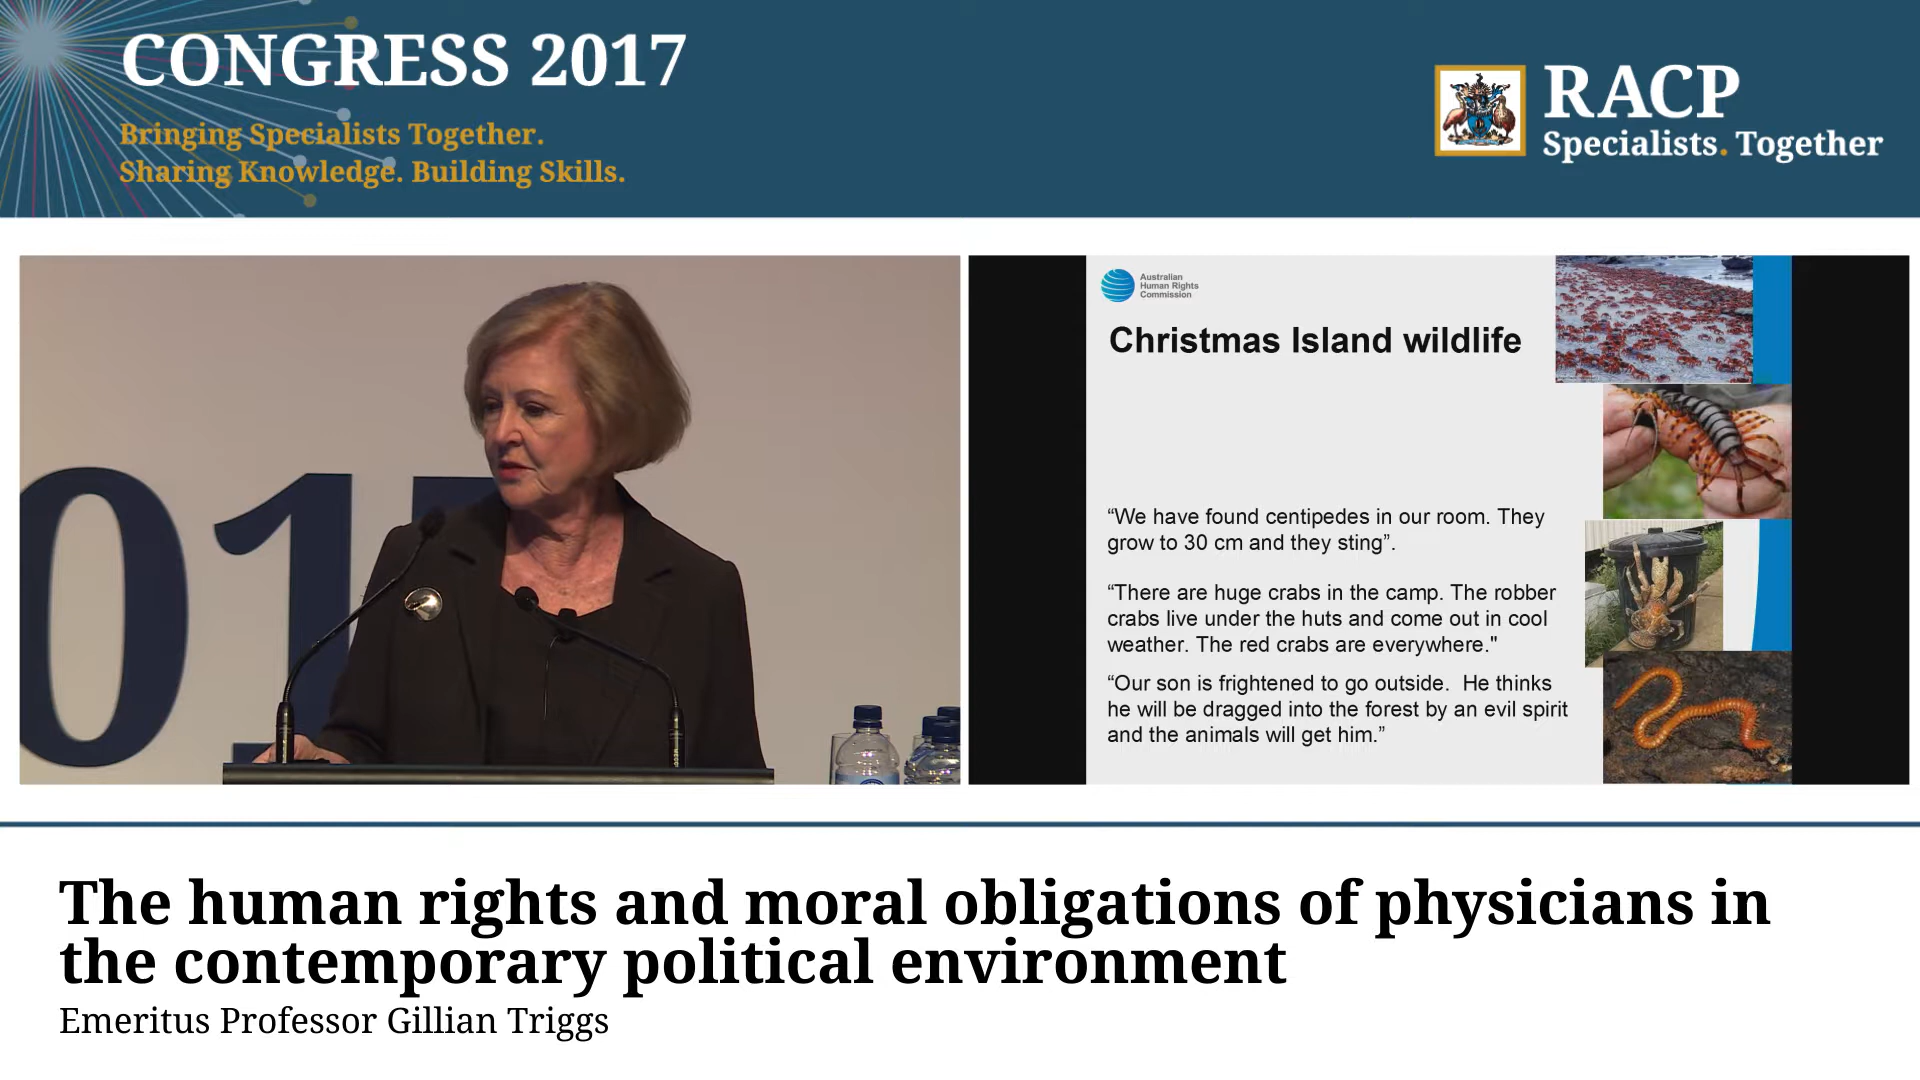 CONGRESS 2017
Bringing Specialists Together.
Sharing Knowledge. Building Skills.
RACP
Specialists. Together
017
Australian
Human Rights
Commission
Christmas Island wildlife
“We have found centipedes in our room. They
grow to 30 cm and they sting”.
“There are huge crabs in the camp. The robber
crabs live under the huts and come out in cool
weather. The red crabs are everywhere."
“Our son is frightened to go outside.  He thinks
he will be dragged into the forest by an evil spirit
and the animals will get him.”
The human rights and moral obligations of physicians in
the contemporary political environment
Emeritus Professor Gillian Triggs